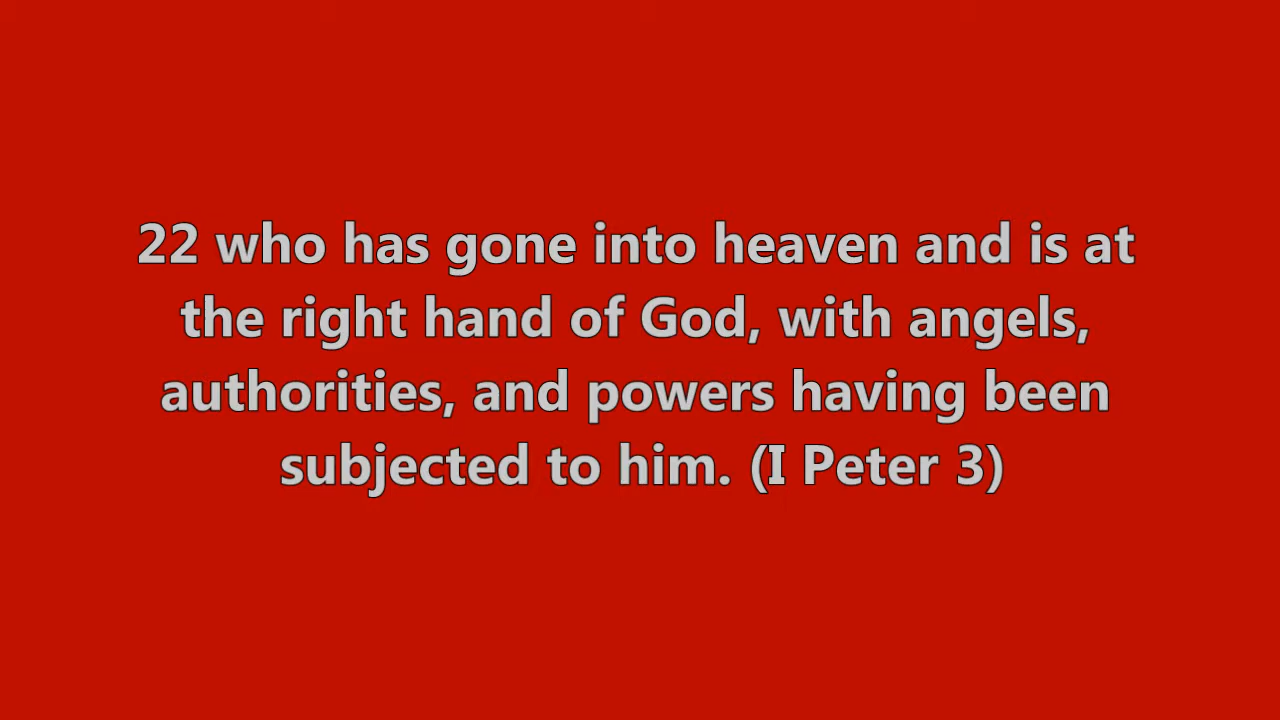 22 who has gone into heaven and is at
the right hand of God, with angels,
authorities, and powers having been
subjected to him. (I Peter 3)